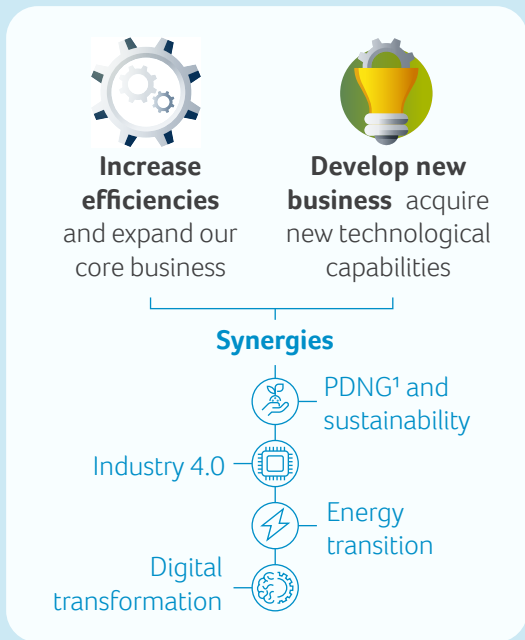 Increase
efficiencies
and expand our
core business
Develop new
business acquire
new technological
capabilities
Synergies
PDNG¹ and
sustainability
Industry 4.0
Energy
transition
Digital
transformation